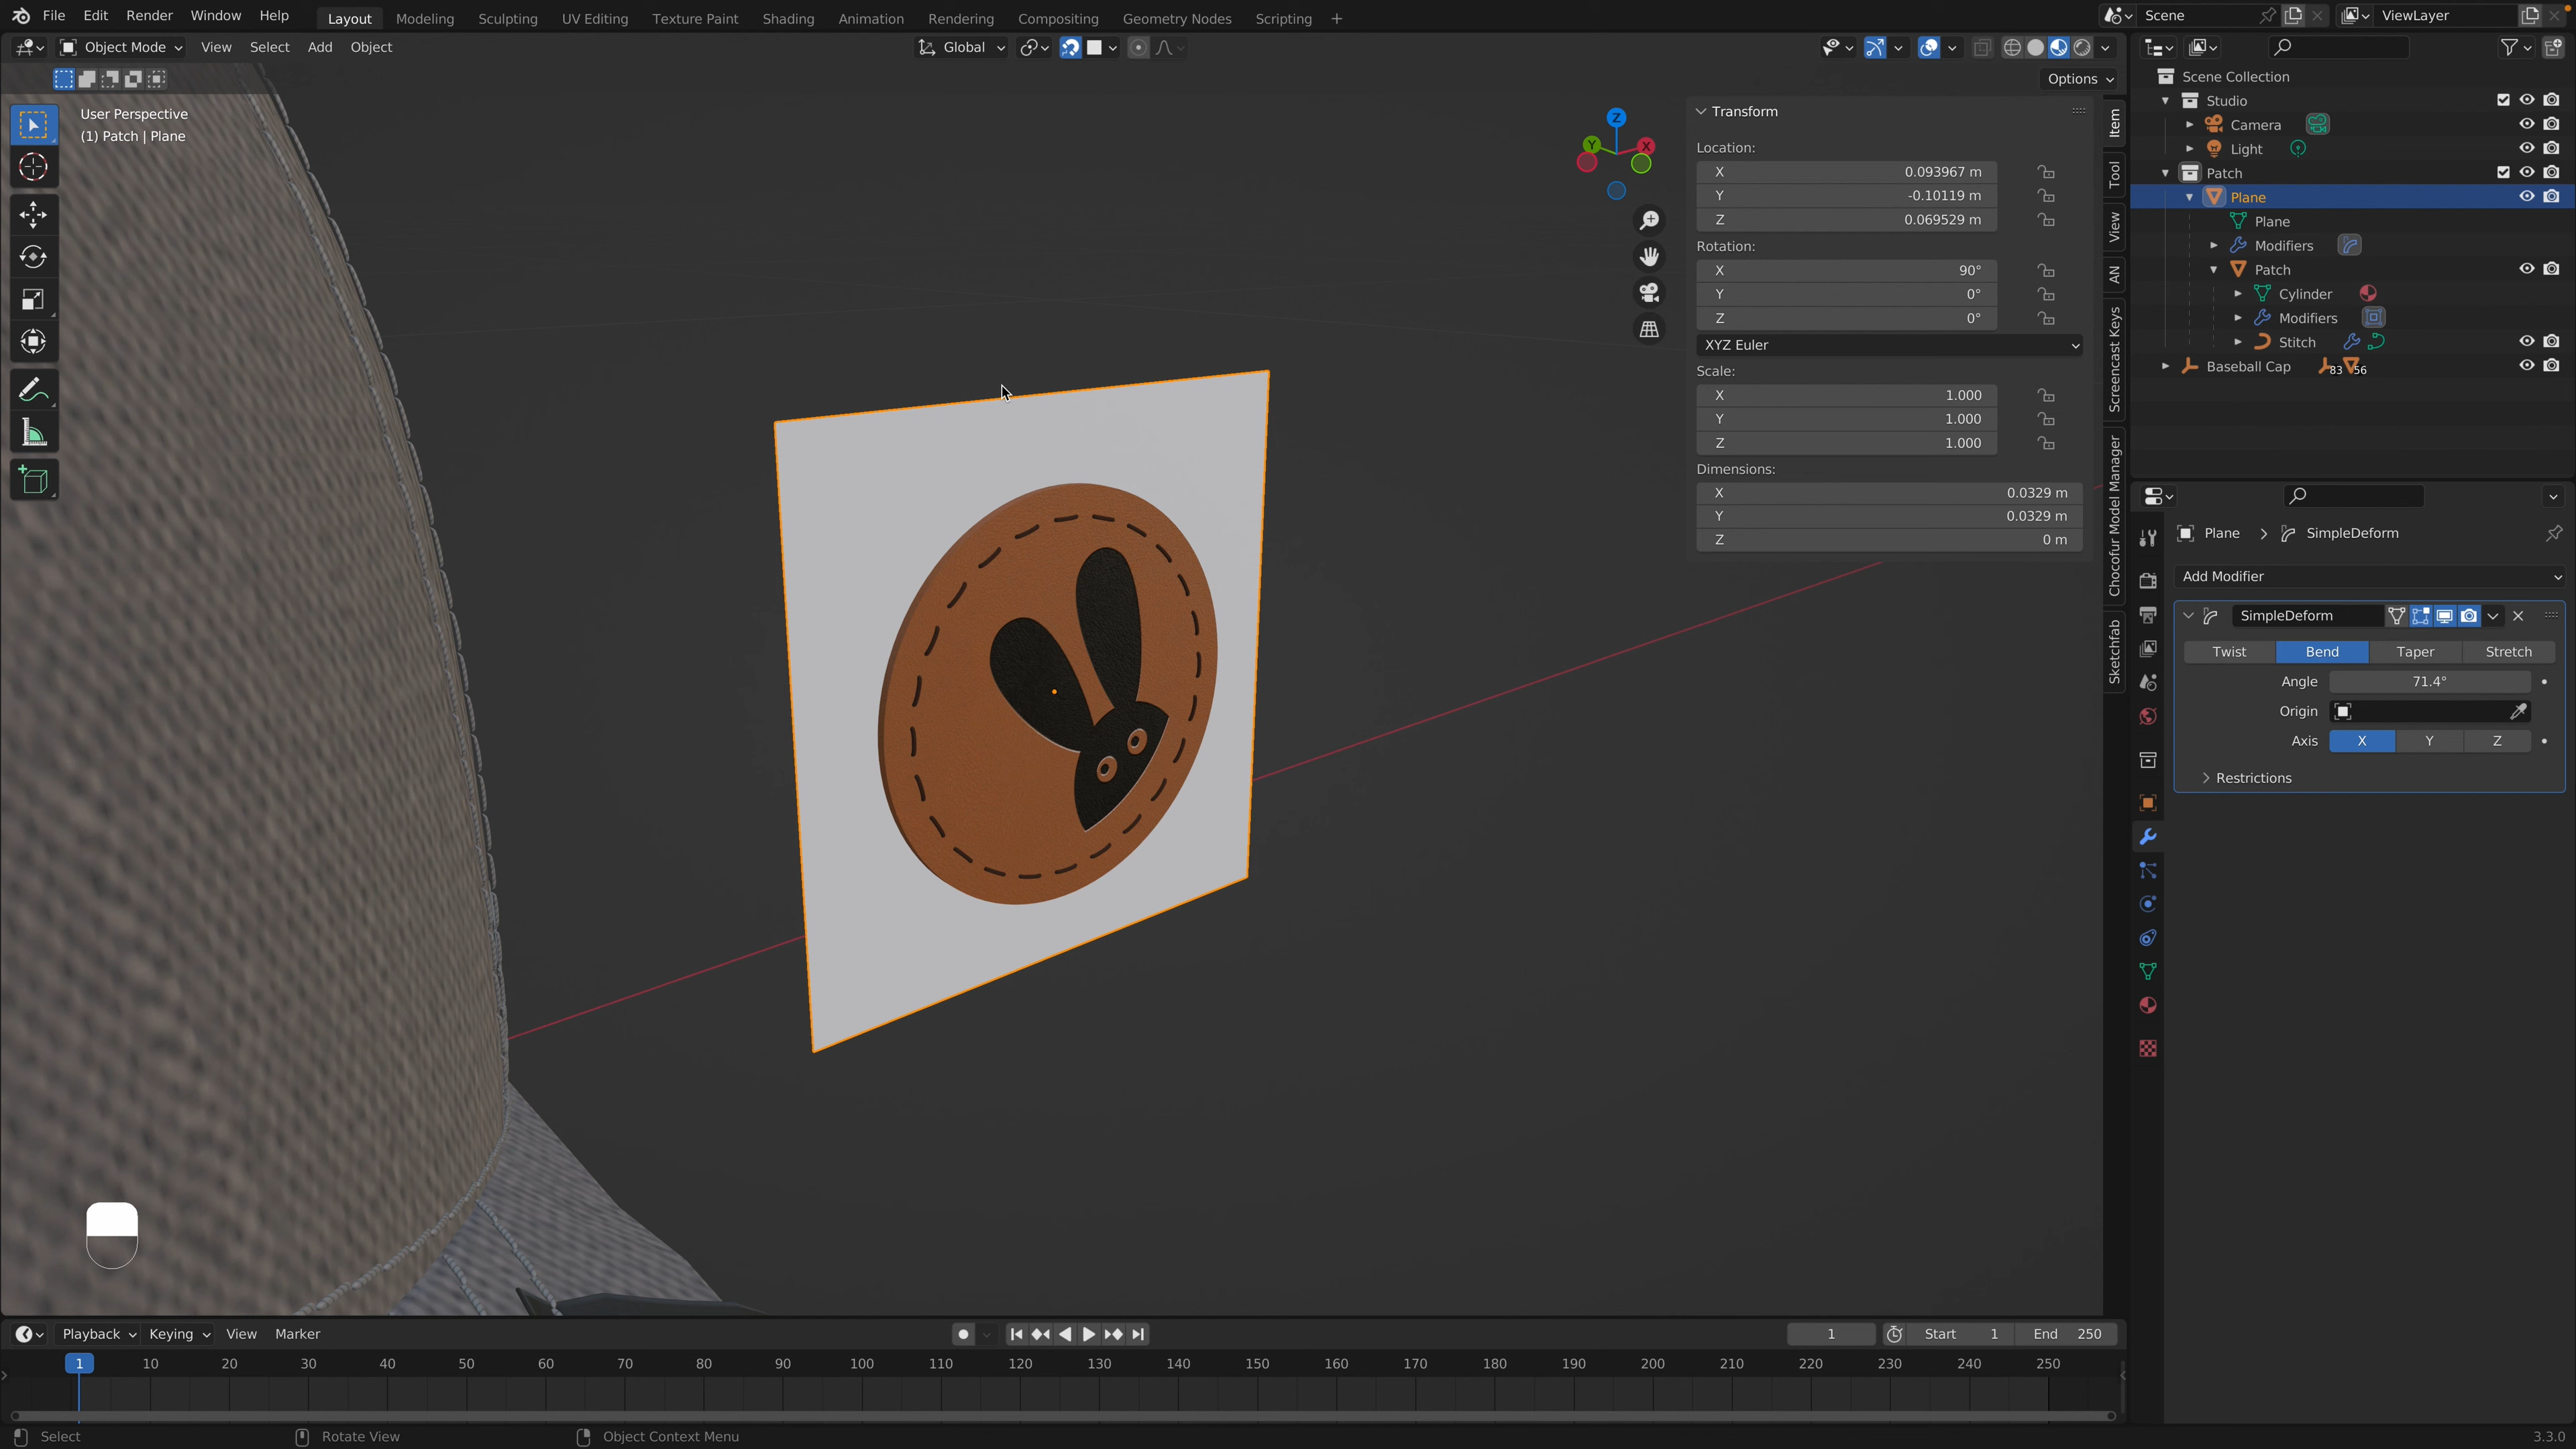 File Edit Render Window Help Layout Modeling Sculpting UV Editing Texture Paint Shading Animation Rendering Compositing Geometry Nodes Scripting + Scene ViewLayer
Object Mode View Select Add Object Global
Options
User Perspective
(1) Patch | Plane
Z
Y
X
Transform
Location:
X 0.093967 m
Y -0.10119 m
Z 0.069529 m
Rotation:
X 90°
Y 0°
Z 0°
XYZ Euler
Scale:
X 1.000
Y 1.000
Z 1.000
Dimensions:
X 0.0329 m
Y 0.0329 m
Z 0 m
Item
Tool
View
AN
Screencast Keys
Chocofur Model Manager
Sketchfab
Scene Collection
Studio
Camera
Light
Patch
Plane
Plane
Modifiers
Patch
Cylinder
Modifiers
Stitch
Baseball Cap 83 56
Plane > SimpleDeform
Add Modifier
SimpleDeform
Twist Bend Taper Stretch
Angle 71.4°
Origin
Axis X Y Z
Restrictions
Playback Keying View Marker 1 Start 1 End 250
1 10 20 30 40 50 60 70 80 90 100 110 120 130 140 150 160 170 180 190 200 210 220 230 240 250
Select Rotate View Object Context Menu 3.3.0